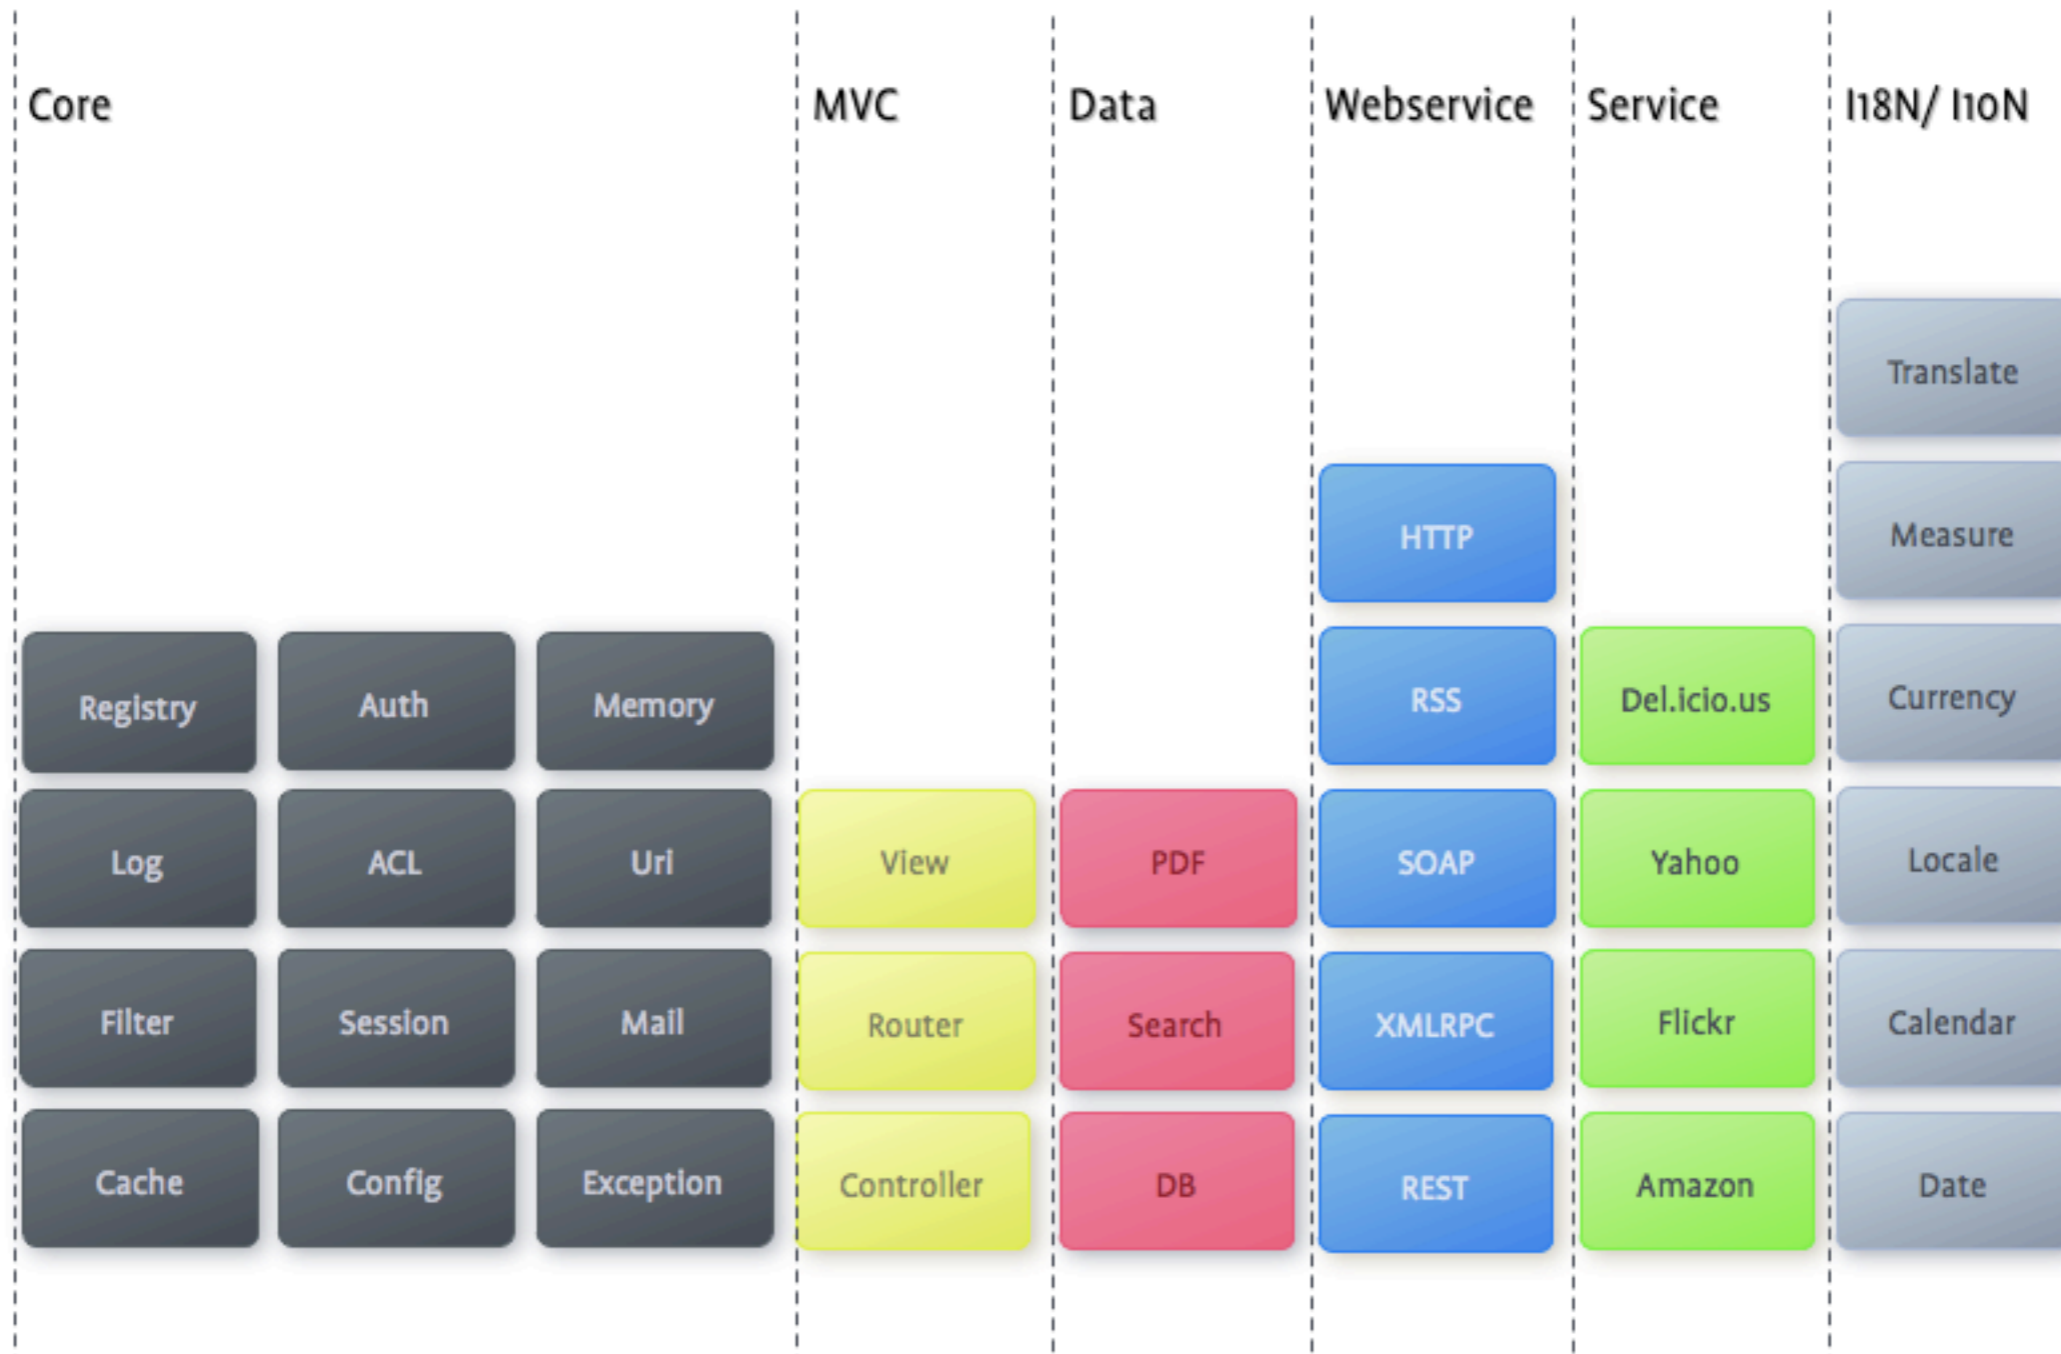 Core
MVC
Data
Webservice
Service
I18N/ I10N
Translate
HTTP
Measure
Registry
Auth
Memory
RSS
Del.icio.us
Currency
Log
ACL
Uri
View
PDF
SOAP
Yahoo
Locale
Filter
Session
Mail
Router
Search
XMLRPC
Flickr
Calendar
Cache
Config
Exception
Controller
DB
REST
Amazon
Date